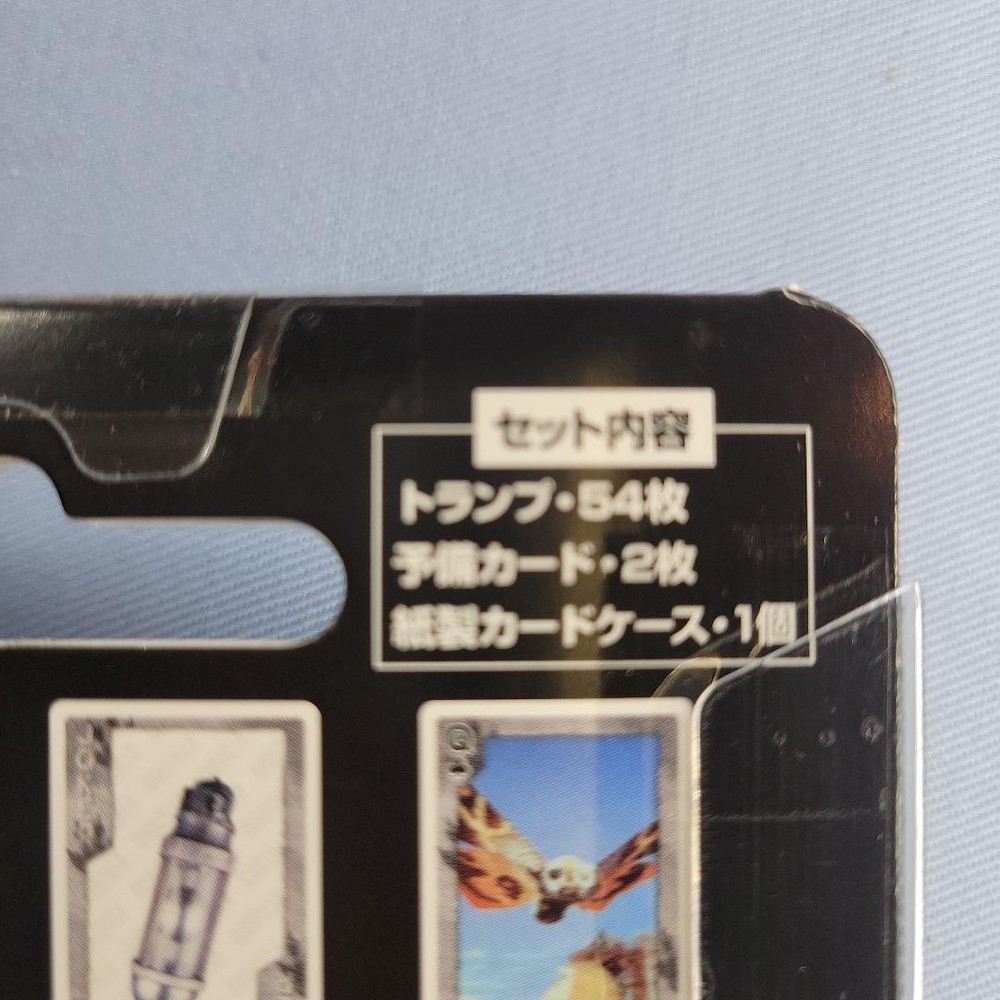 セット内容
トランプ・54枚
予備カード・2枚
紙製カードケース・1個